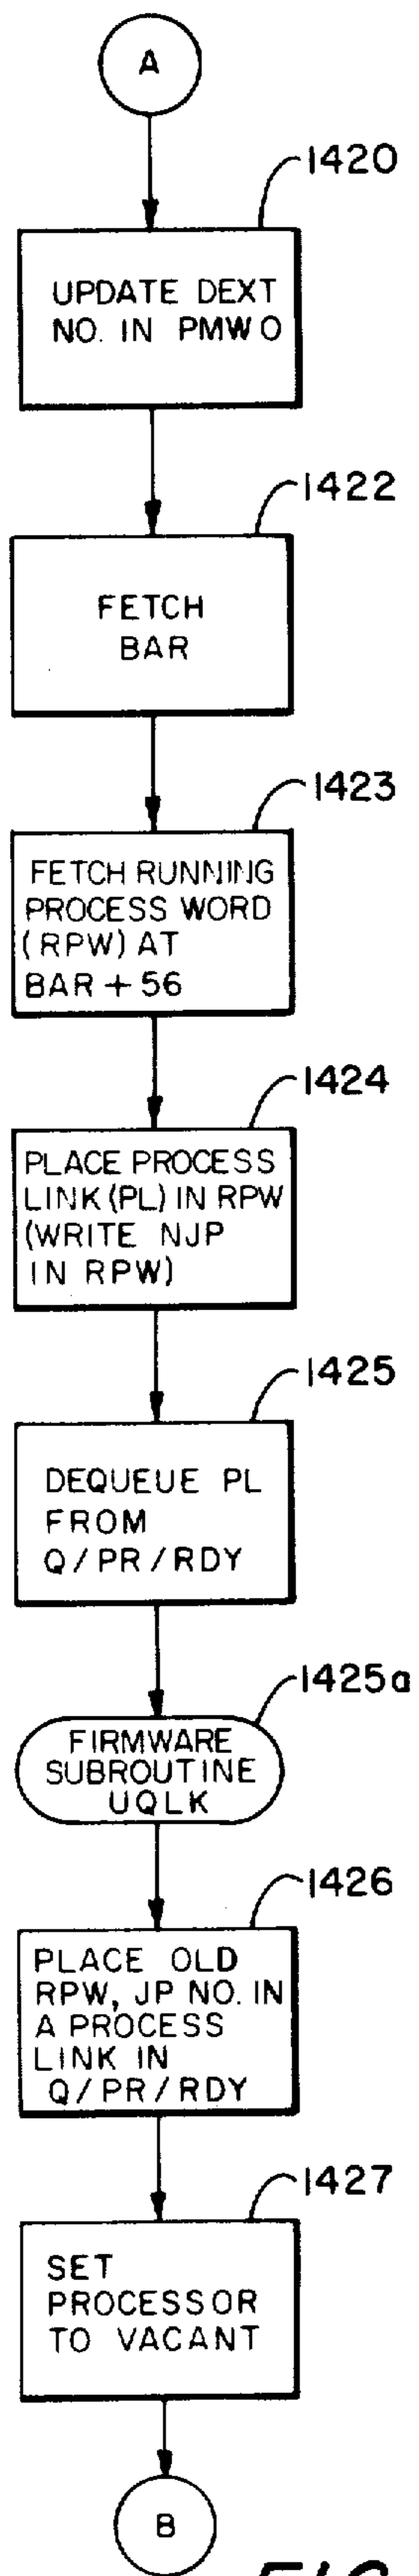 A
1420
UPDATE DEXT
NO. IN PMW 0
1422
FETCH
BAR
1423
FETCH RUNNING
PROCESS WORD
(RPW) AT
BAR + 56
1424
PLACE PROCESS
LINK (PL) IN RPW
(WRITE NJP
IN RPW)
1425
DEQUEUE PL
FROM
Q/PR/RDY
1425a
FIRMWARE
SUBROUTINE
UQLK
1426
PLACE OLD
RPW, JP NO. IN
A PROCESS
LINK IN
Q/PR/RDY
1427
SET
PROCESSOR
TO VACANT
B